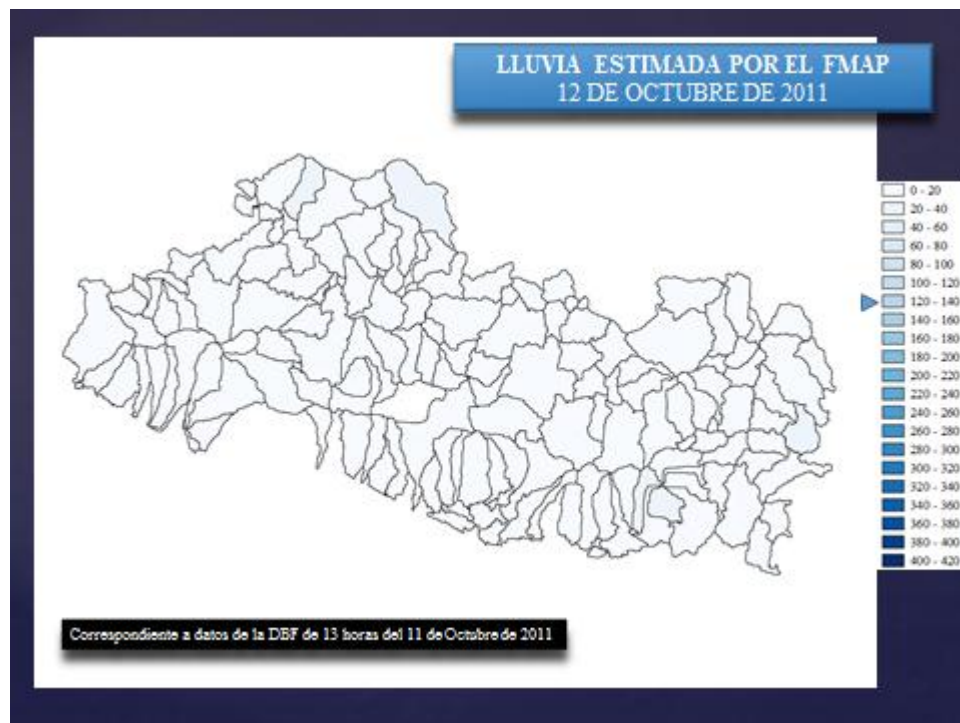 LLUVIA ESTIMADA POR EL FMAP
12 DE OCTUBRE DE 2011
0 - 20
20 - 40
40 - 60
60 - 80
80 - 100
100 - 120
120 - 140
140 - 160
160 - 180
180 - 200
200 - 220
220 - 240
240 - 260
260 - 280
280 - 300
300 - 320
320 - 340
340 - 360
360 - 380
380 - 400
400 - 420
Correspondiente a datos de la DBF de 13 horas del 11 de Octubre de 2011